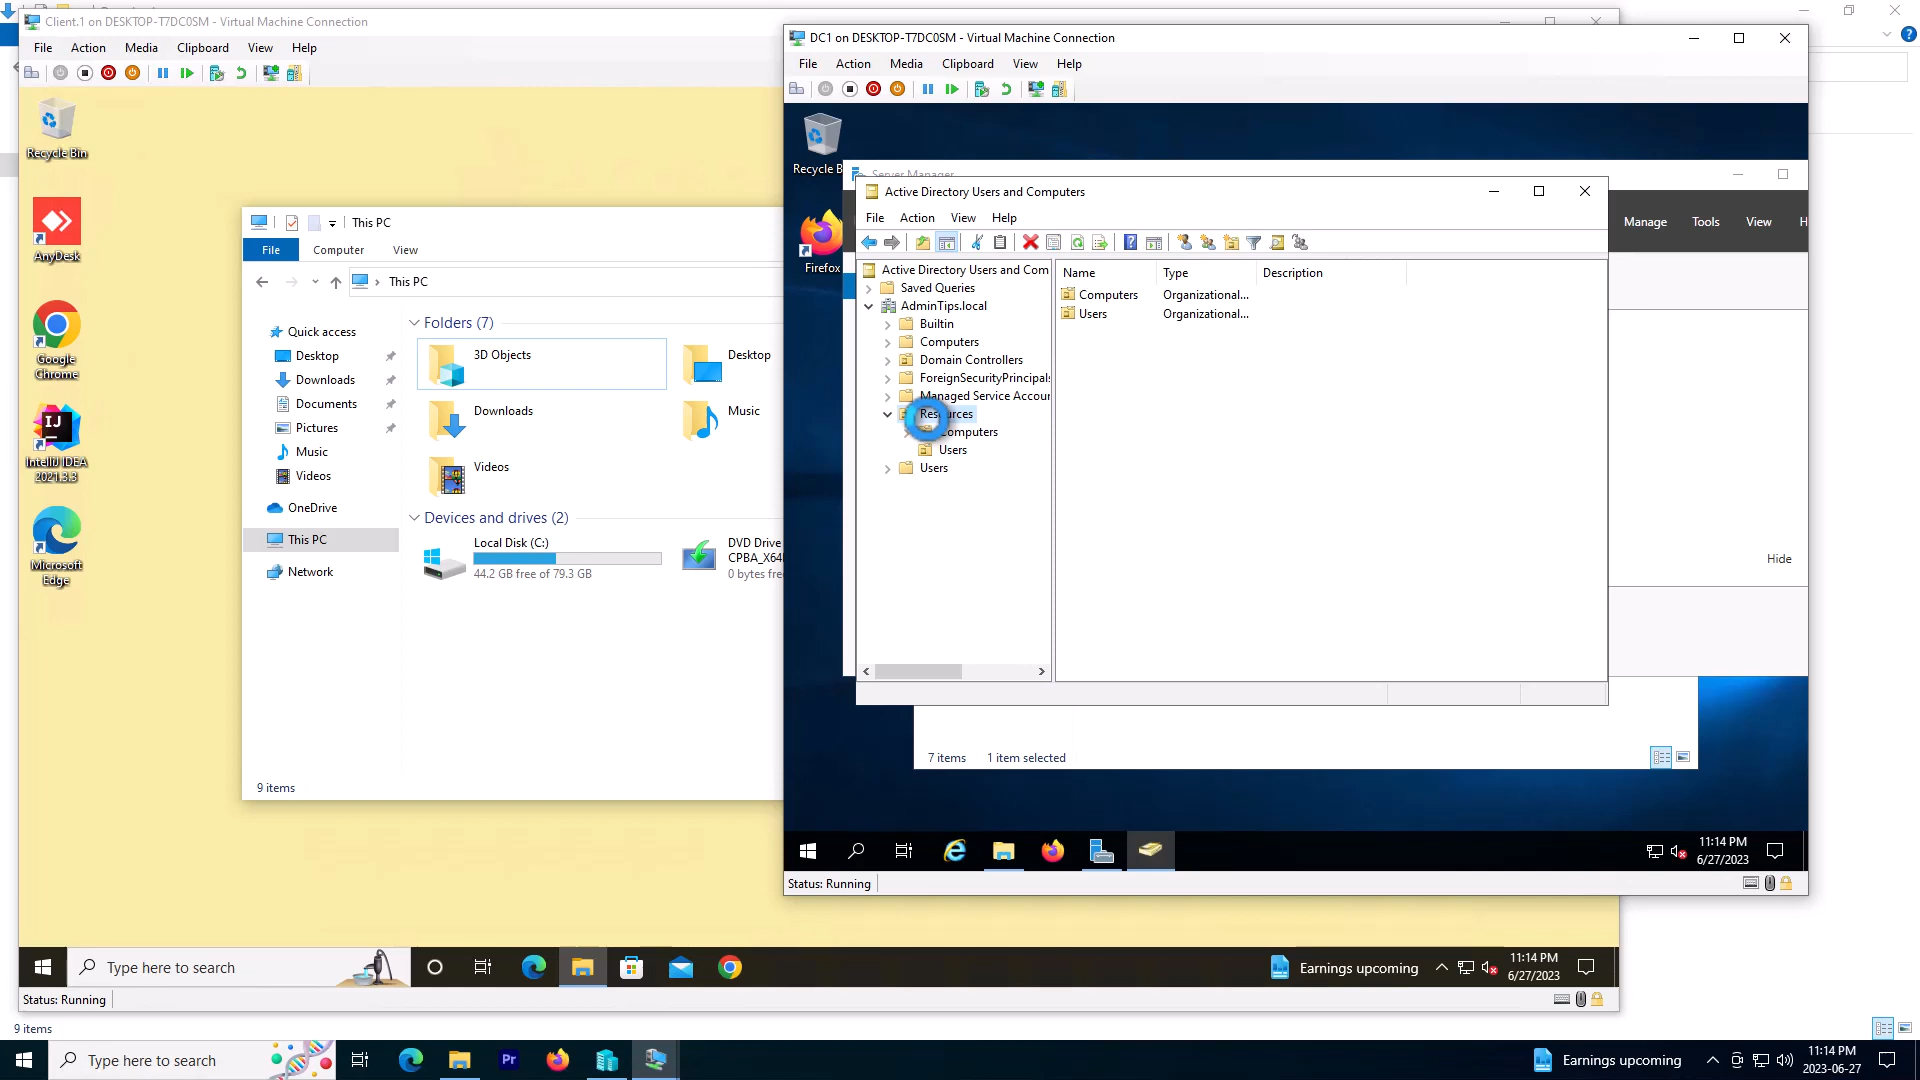 Client.1 on DESKTOP-T7DC0SM - Virtual Machine Connection
File Action Media Clipboard View Help
Recycle Bin
AnyDesk
Google Chrome
IntelliJ IDEA 2021.3.3
Microsoft Edge
This PC
File Computer View
This PC
Quick access
Desktop
Downloads
Documents
Pictures
Music
Videos
OneDrive
This PC
Network
Folders (7)
3D Objects
Desktop
Downloads
Music
Videos
Devices and drives (2)
Local Disk (C:)
44.2 GB free of 79.3 GB
DVD Drive
CPBA_X64
0 bytes fre
9 items
DC1 on DESKTOP-T7DC0SM - Virtual Machine Connection
File Action Media Clipboard View Help
Recycle B
Firefox
Server Manager
Manage Tools View H
Hide
Active Directory Users and Computers
File Action View Help
Active Directory Users and Com
Saved Queries
AdminTips.local
Builtin
Computers
Domain Controllers
ForeignSecurityPrincipals
Managed Service Accour
Resources
Computers
Users
Users
Name Type Description
Computers Organizational...
Users Organizational...
7 items 1 item selected
11:14 PM
6/27/2023
Status: Running
Type here to search
Earnings upcoming
11:14 PM
6/27/2023
Status: Running
9 items
Type here to search
Pr
Earnings upcoming
11:14 PM
2023-06-27